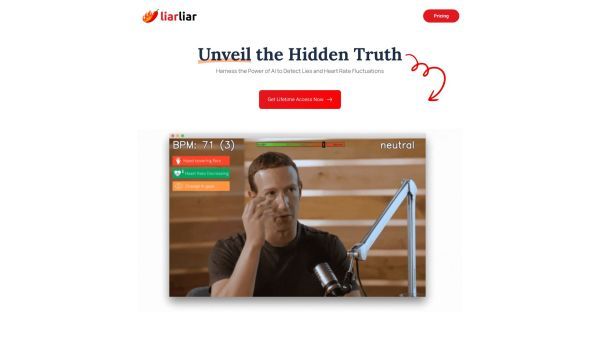 liarliar
Pricing
Unveil the Hidden Truth
Harness the Power of AI to Detect Lies and Heart Rate Fluctuations
Get Lifetime Access Now →
BPM: 71 (3)
neutral
Hand covering Face
Heart Rate Decreasing
Change in gaze